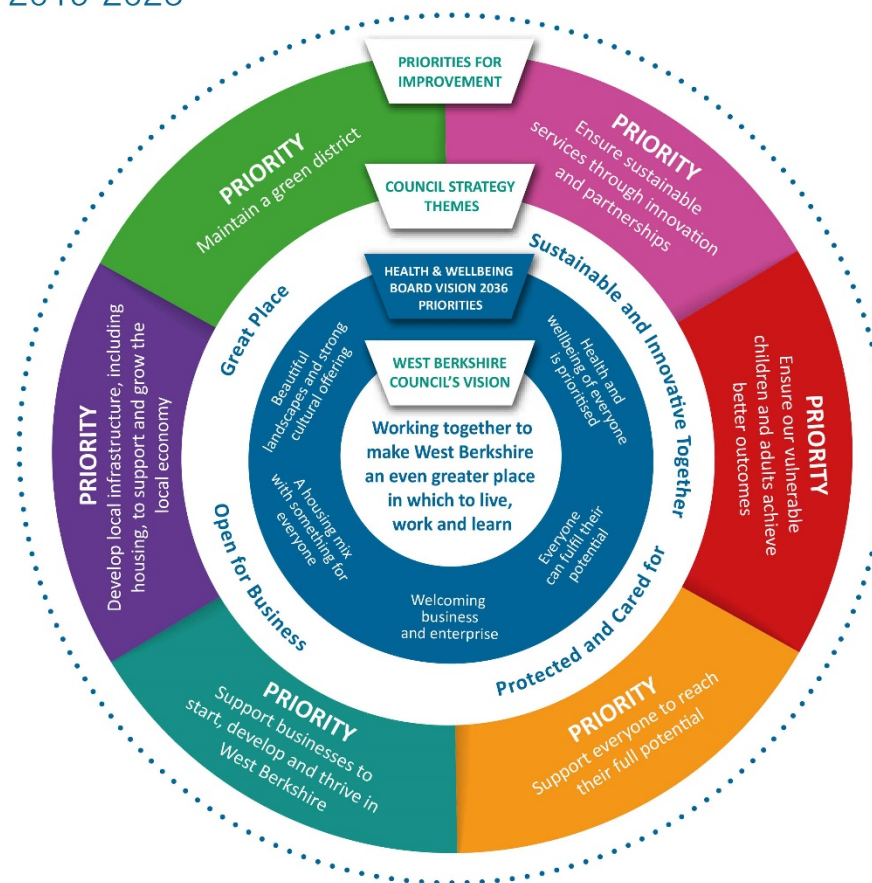 PRIORITIES FOR
IMPROVEMENT
PRIORITY
Ensure sustainable
services through innovation
and partnerships
PRIORITY
Ensure our vulnerable
children and adults achieve
better outcomes
PRIORITY
Support everyone to reach
their full potential
PRIORITY
Support businesses to
start, develop and thrive in
West Berkshire
PRIORITY
Develop local infrastructure, including
housing, to support and grow the
local economy
PRIORITY
Maintain a green district
COUNCIL STRATEGY
THEMES
Sustainable and Innovative Together
Protected and Cared for
Open for Business
Great Place
HEALTH & WELLBEING
BOARD VISION 2036
PRIORITIES
Health and
wellbeing of everyone
is prioritised
Everyone
can fulfil their
potential
Welcoming
business
and enterprise
A housing mix
with something for
everyone
Beautiful
landscapes and strong
cultural offering
WEST BERKSHIRE
COUNCIL'S VISION
Working together to
make West Berkshire
an even greater place
in which to live,
work and learn